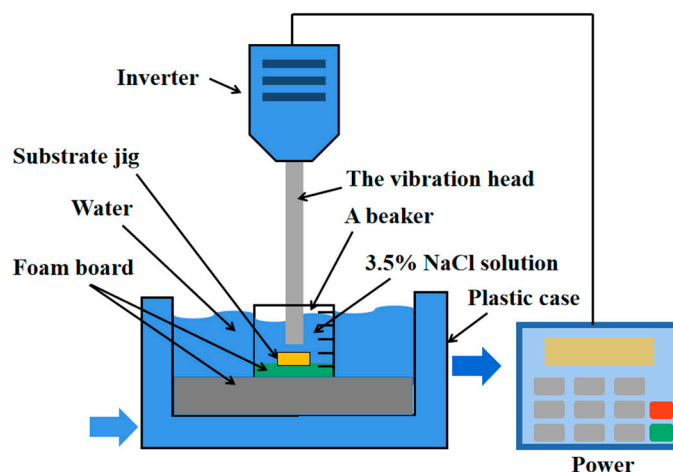 Inverter
Substrate jig
The vibration head
Water
A beaker
Foam board
3.5% NaCl solution
Plastic case
Power